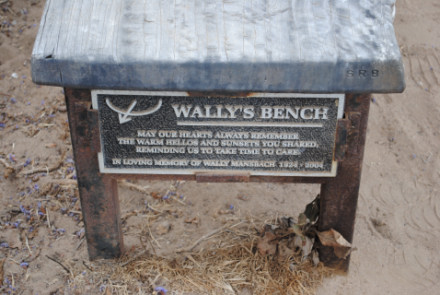 SRB
WALLY'S BENCH
MAY OUR HEARTS ALWAYS REMEMBER
THE WARM HELLOS AND SUNSETS YOU SHARED,
REMINDING US TO TAKE TIME TO CARE.
IN LOVING MEMORY OF WALLY MANSBACH 1924 - 2004